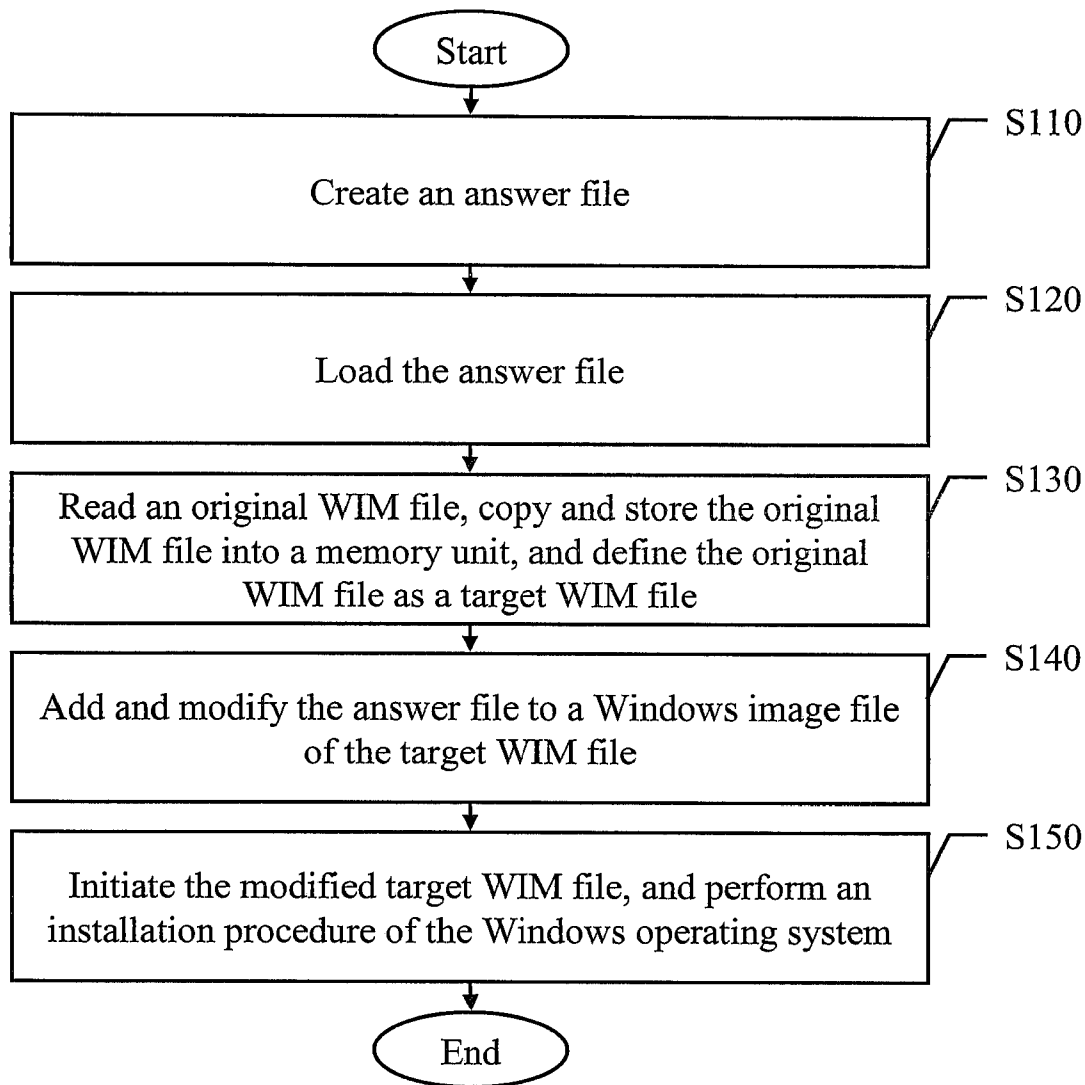 Start
S110
Create an answer file
S120
Load the answer file
S130
Read an original WIM file, copy and store the original
WIM file into a memory unit, and define the original
WIM file as a target WIM file
S140
Add and modify the answer file to a Windows image file
of the target WIM file
S150
Initiate the modified target WIM file, and perform an
installation procedure of the Windows operating system
End